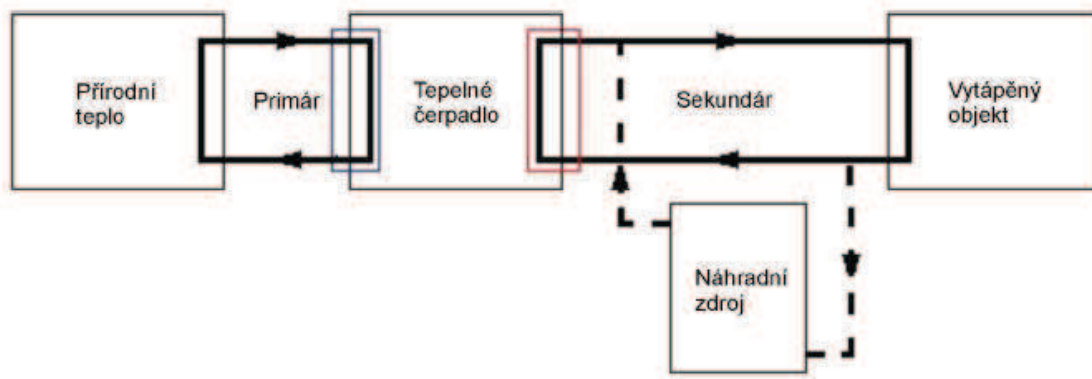 Přírodní
teplo
Primár
Tepelné
čerpadlo
Sekundár
Vytápěný
objekt
Náhradní
zdroj